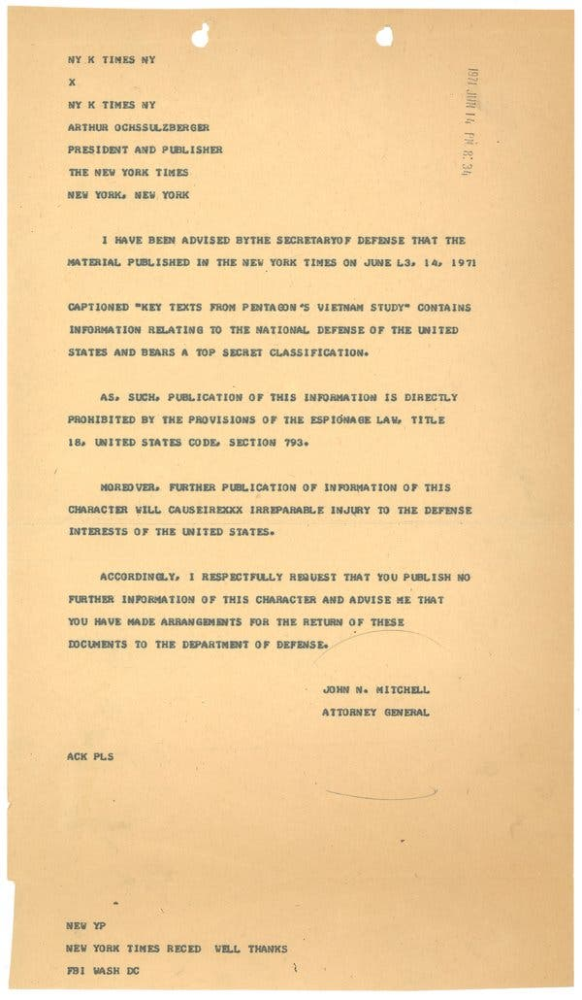 NY K TIMES NY
X
NY K TIMES NY
ARTHUR OCHSSULZBERGER
PRESIDENT AND PUBLISHER
THE NEW YORK TIMES
NEW YORK, NEW YORK
1971 JUN 14 PM 8:34
I HAVE BEEN ADVISED BYTHE SECRETARYOF DEFENSE THAT THE
MATERIAL PUBLISHED IN THE NEW YORK TIMES ON JUNE L3, 14, 1971
CAPTIONED "KEY TEXTS FROM PENTAGON'S VIETNAM STUDY" CONTAINS
INFORMATION RELATING TO THE NATIONAL DEFENSE OF THE UNITED
STATES AND BEARS A TOP SECRET CLASSIFICATION.
AS, SUCH, PUBLICATION OF THIS INFORMATION IS DIRECTLY
PROHIBITED BY THE PROVISIONS OF THE ESPIONAGE LAW, TITLE
18, UNITED STATES CODE, SECTION 793.
MOREOVER, FURTHER PUBLICATION OF INFORMATION OF THIS
CHARACTER WILL CAUSEIREXXX IRREPARABLE INJURY TO THE DEFENSE
INTERESTS OF THE UNITED STATES.
ACCORDINGLY, I RESPECTFULLY REQUEST THAT YOU PUBLISH NO
FURTHER INFORMATION OF THIS CHARACTER AND ADVISE ME THAT
YOU HAVE MADE ARRANGEMENTS FOR THE RETURN OF THESE
DOCUMENTS TO THE DEPARTMENT OF DEFENSE.
JOHN N. MITCHELL
ATTORNEY GENERAL
ACK PLS
NEW YP
NEW YORK TIMES RECED WELL THANKS
FBI WASH DC